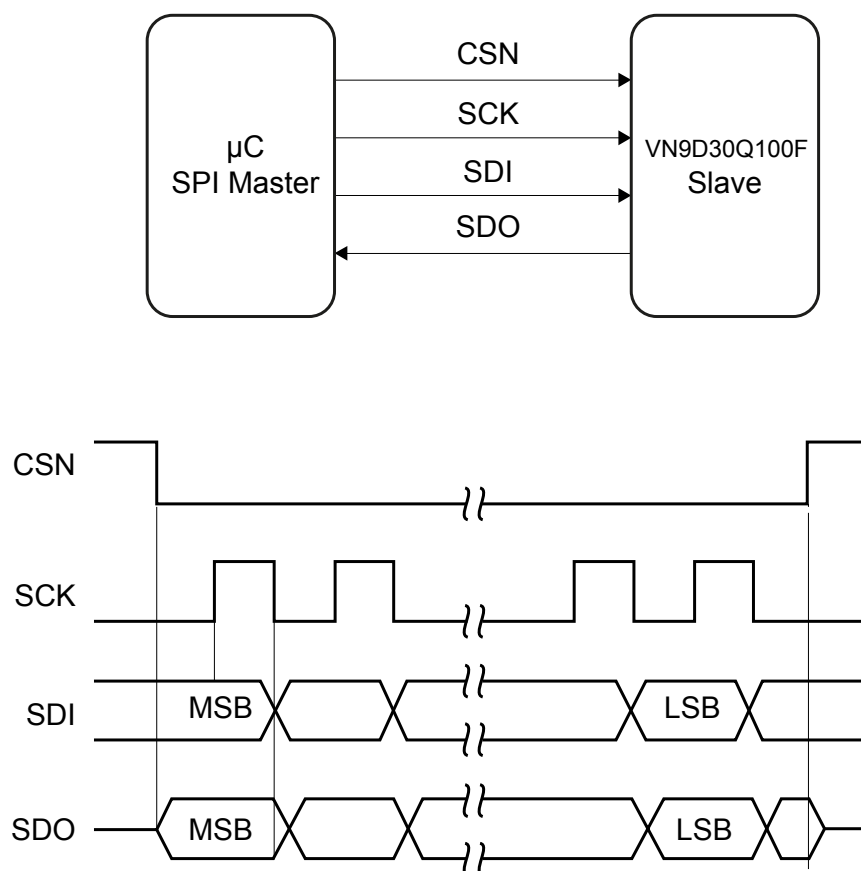 CSN
SCK
µC
SPI Master
SDI
VN9D30Q100F
Slave
SDO
CSN
SCK
SDI
MSB
LSB
SDO
MSB
LSB